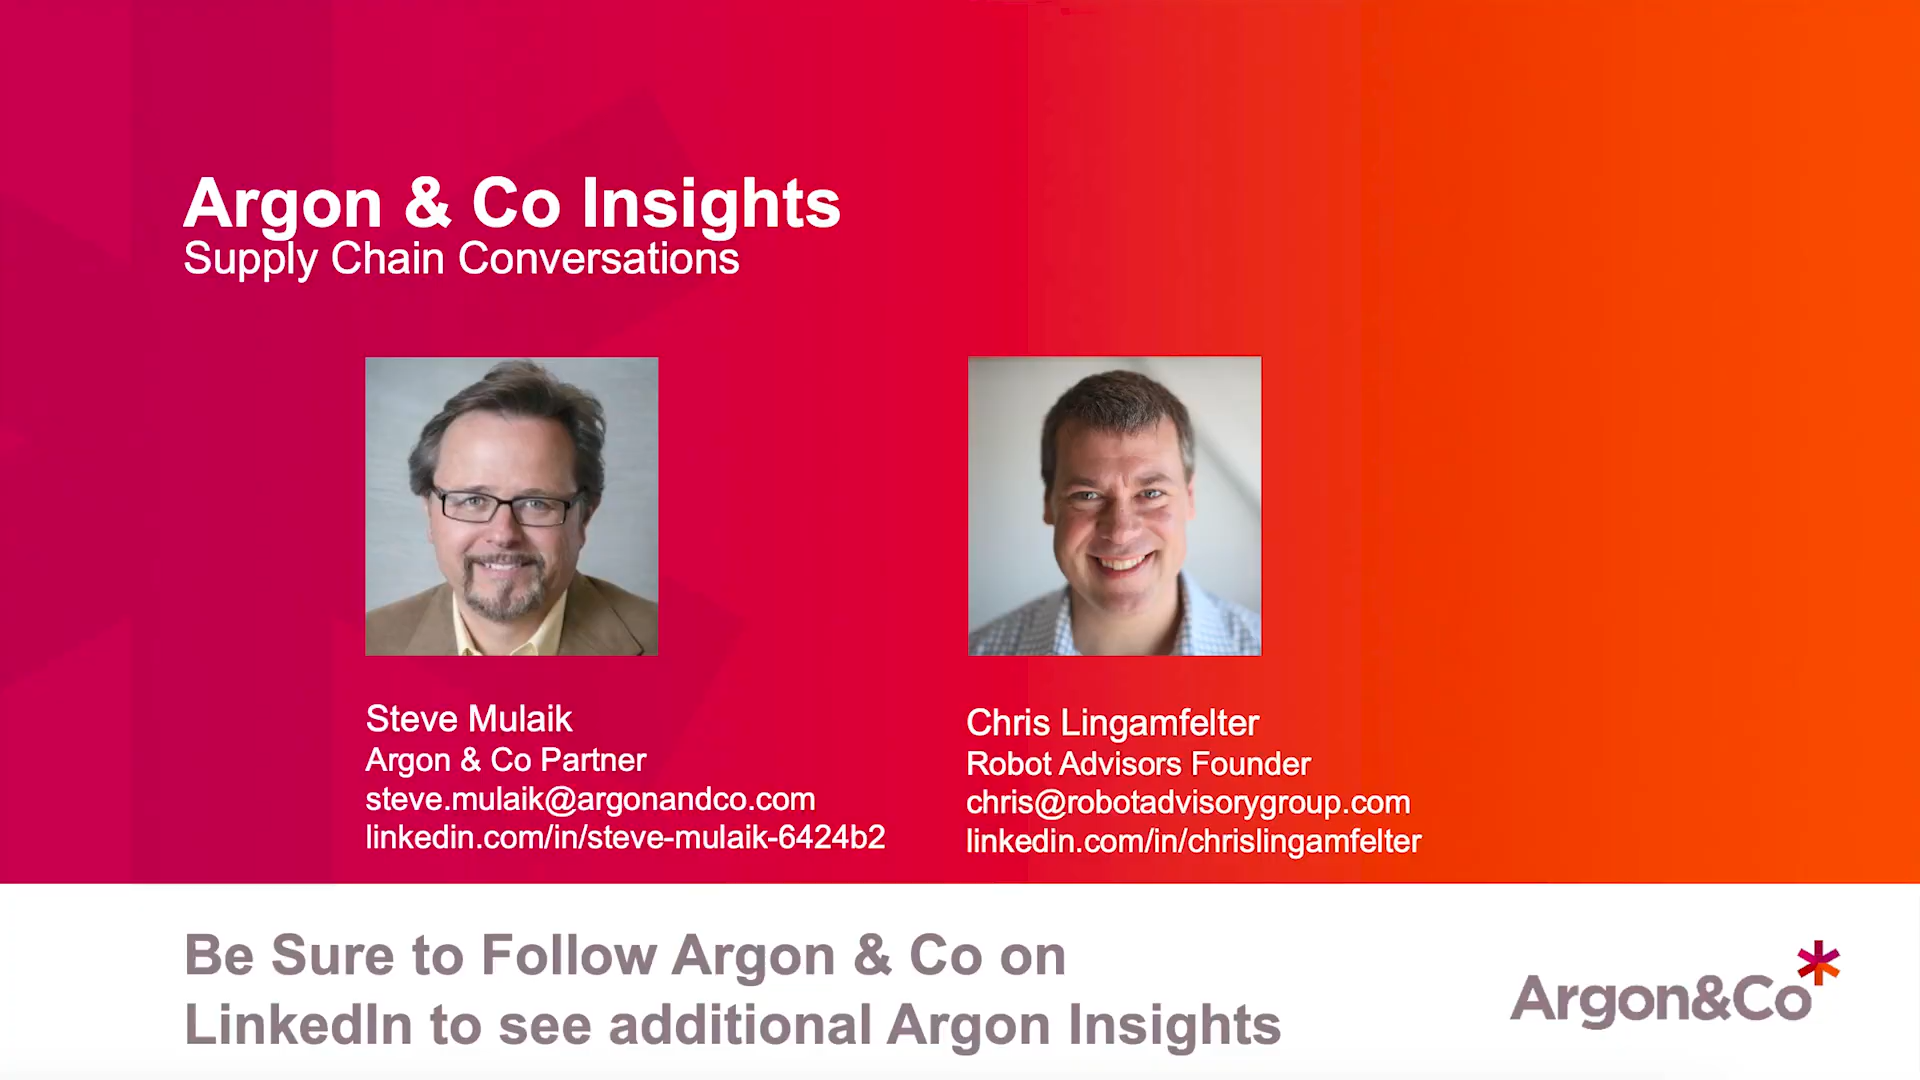 Argon & Co Insights
Supply Chain Conversations
Steve Mulaik
Argon & Co Partner
steve.mulaik@argonandco.com
linkedin.com/in/steve-mulaik-6424b2
Chris Lingamfelter
Robot Advisors Founder
chris@robotadvisorygroup.com
linkedin.com/in/chrislingamfelter
Be Sure to Follow Argon & Co on
LinkedIn to see additional Argon Insights
Argon&Co*